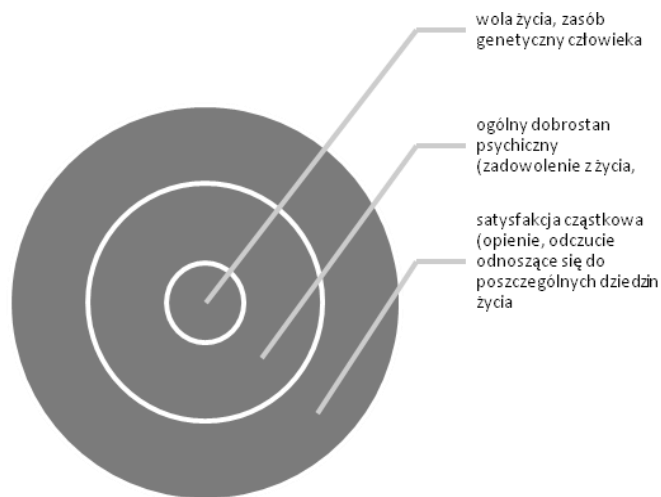 wola życia, zasób
genetyczny człowieka
ogólny dobrostan
psychiczny
(zadowolenie z życia,
satysfakcja cząstkowa
(opienie, odczucie
odnoszące się do
poszczególnych dziedzin
życia